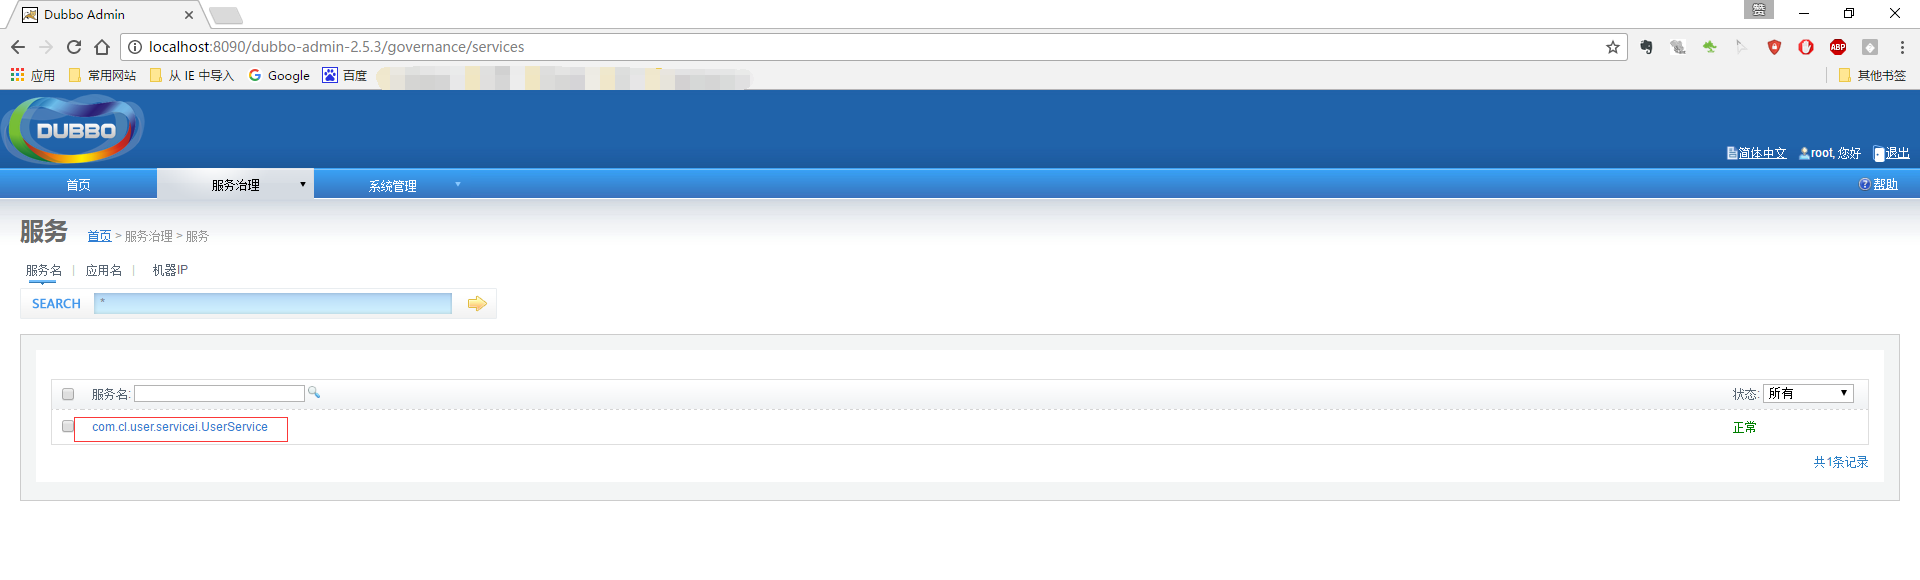 Dubbo Admin
赞
localhost:8090/dubbo-admin-2.5.3/governance/services
ABP
应用 常用网站 从 IE 中导入 Google 百度 其他书签
DUBBO
简体中文 root, 您好 退出
首页 服务治理 系统管理 帮助
服务 首页 > 服务治理 > 服务
服务名 | 应用名 | 机器IP
SEARCH *
服务名: 状态: 所有
com.cl.user.servicei.UserService 正常
共1条记录